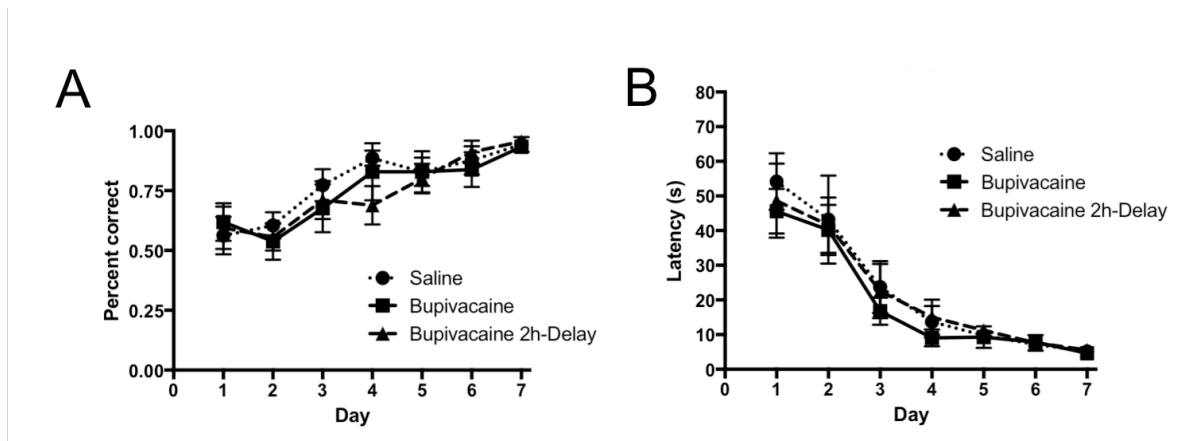 A
Percent correct
1.00
0.75
0.50
0.25
0.00
0 1 2 3 4 5 6 7
Day
Saline
Bupivacaine
Bupivacaine 2h-Delay
B
Latency (s)
80
70
60
50
40
30
20
10
0
0 1 2 3 4 5 6 7
Day
Saline
Bupivacaine
Bupivacaine 2h-Delay